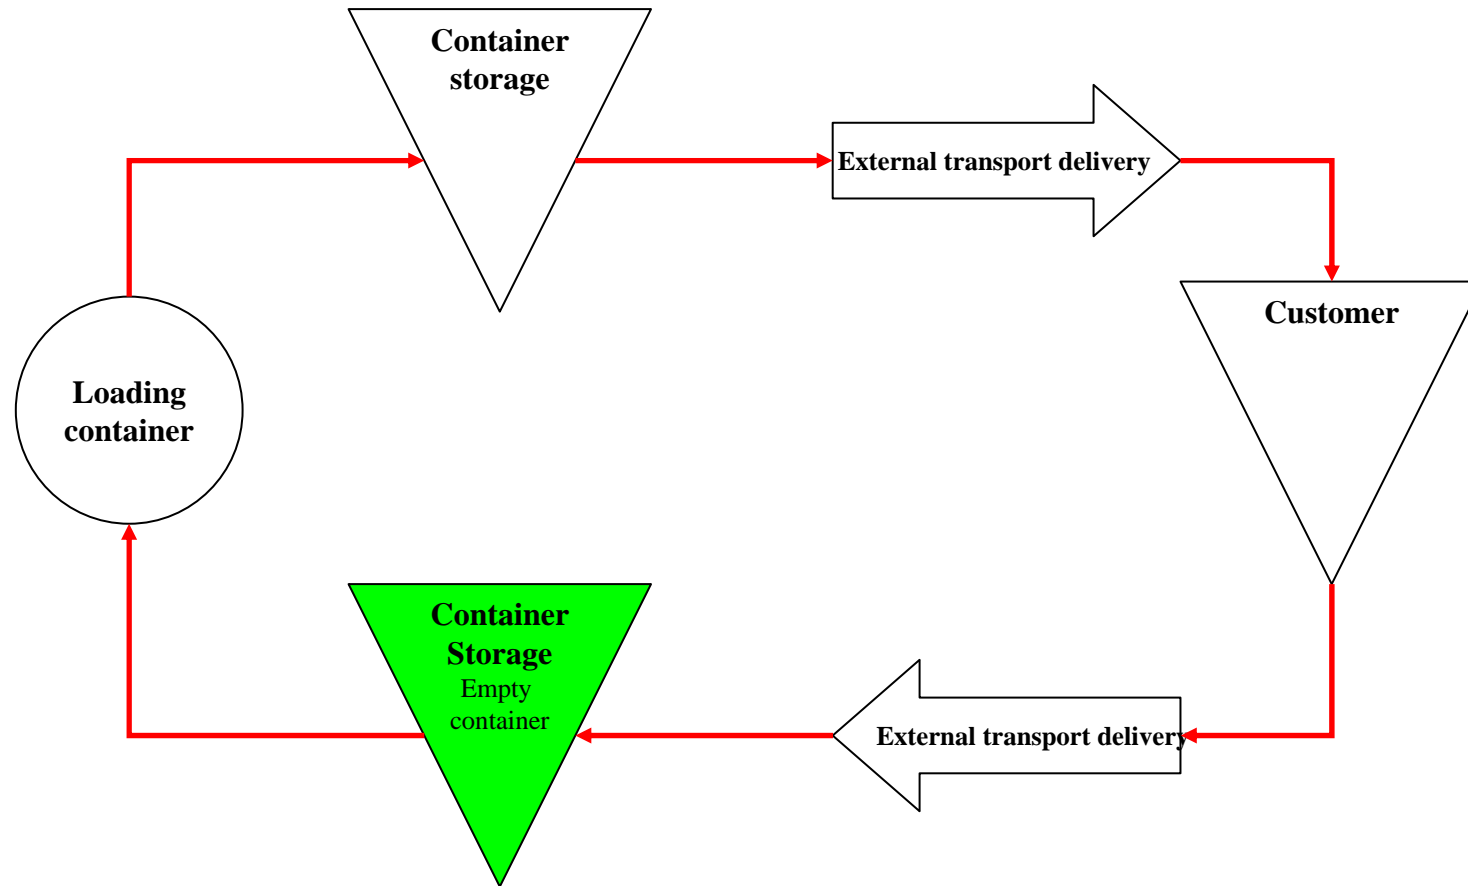 Container
storage
External transport delivery
Customer
Loading
container
Container
Storage
Empty
container
External transport delivery